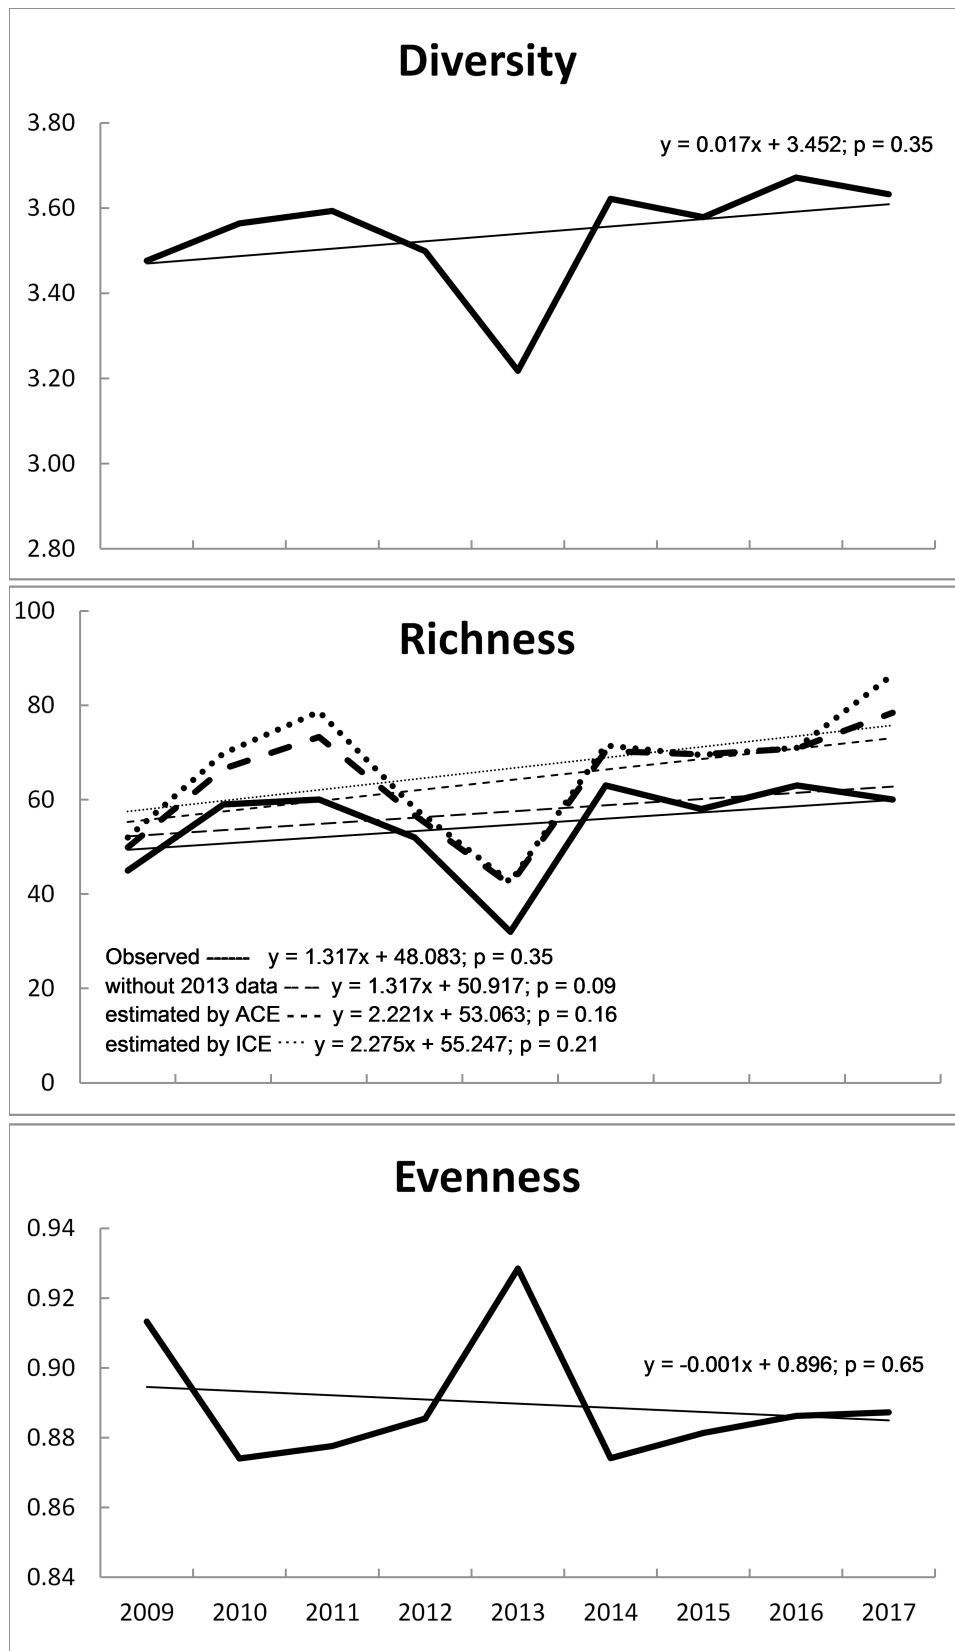 Diversity
3.80
y = 0.017x + 3.452; p = 0.35
3.60
3.40
3.20
3.00
2.80
100
Richness
80
60
40
Observed ------ y = 1.317x + 48.083; p = 0.35
without 2013 data -- -- y = 1.317x + 50.917; p = 0.09
20
estimated by ACE - - - y = 2.221x + 53.063; p = 0.16
estimated by ICE ···· y = 2.275x + 55.247; p = 0.21
0
Evenness
0.94
0.92
0.90
y = -0.001x + 0.896; p = 0.65
0.88
0.86
0.84
2009 2010 2011 2012 2013 2014 2015 2016 2017